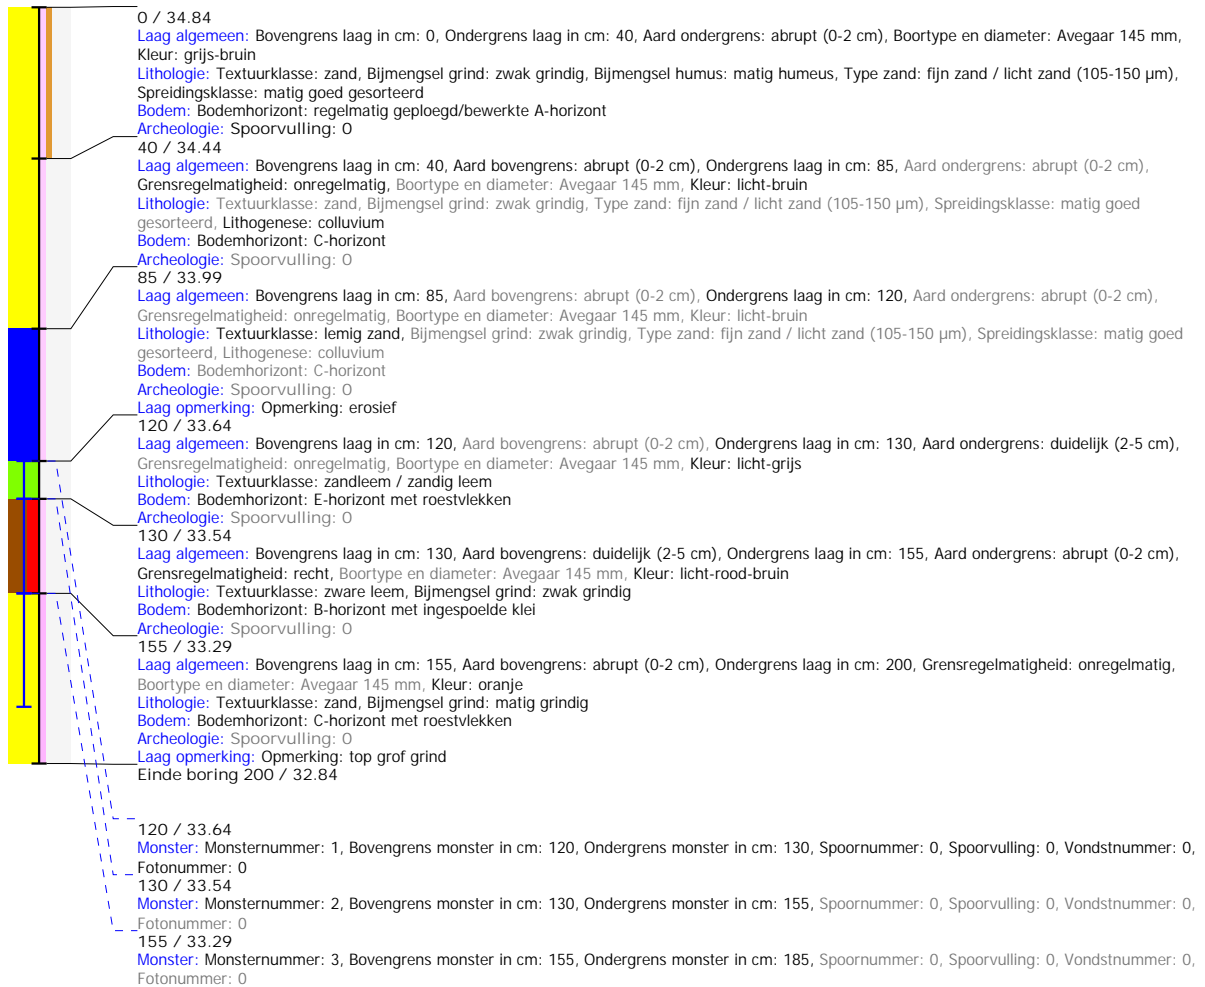 0 / 34.84
Laag algemeen: Bovengrens laag in cm: 0, Ondergrens laag in cm: 40, Aard ondergrens: abrupt (0-2 cm), Boortype en diameter: Avegaar 145 mm,
Kleur: grijs-bruin
Lithologie: Textuurklasse: zand, Bijmengsel grind: zwak grindig, Bijmengsel humus: matig humeus, Type zand: fijn zand / licht zand (105-150 µm),
Spreidingsklasse: matig goed gesorteerd
Bodem: Bodemhorizont: regelmatig geploegd/bewerkte A-horizont
Archeologie: Spoorvulling: 0
40 / 34.44
Laag algemeen: Bovengrens laag in cm: 40, Aard bovengrens: abrupt (0-2 cm), Ondergrens laag in cm: 85, Aard ondergrens: abrupt (0-2 cm),
Grensregelmatigheid: onregelmatig, Boortype en diameter: Avegaar 145 mm, Kleur: licht-bruin
Lithologie: Textuurklasse: zand, Bijmengsel grind: zwak grindig, Type zand: fijn zand / licht zand (105-150 µm), Spreidingsklasse: matig goed
gesorteerd, Lithogenese: colluvium
Bodem: Bodemhorizont: C-horizont
Archeologie: Spoorvulling: 0
85 / 33.99
Laag algemeen: Bovengrens laag in cm: 85, Aard bovengrens: abrupt (0-2 cm), Ondergrens laag in cm: 120, Aard ondergrens: abrupt (0-2 cm),
Grensregelmatigheid: onregelmatig, Boortype en diameter: Avegaar 145 mm, Kleur: licht-bruin
Lithologie: Textuurklasse: lemig zand, Bijmengsel grind: zwak grindig, Type zand: fijn zand / licht zand (105-150 µm), Spreidingsklasse: matig goed
gesorteerd, Lithogenese: colluvium
Bodem: Bodemhorizont: C-horizont
Archeologie: Spoorvulling: 0
Laag opmerking: Opmerking: erosief
120 / 33.64
Laag algemeen: Bovengrens laag in cm: 120, Aard bovengrens: abrupt (0-2 cm), Ondergrens laag in cm: 130, Aard ondergrens: duidelijk (2-5 cm),
Grensregelmatigheid: onregelmatig, Boortype en diameter: Avegaar 145 mm, Kleur: licht-grijs
Lithologie: Textuurklasse: zandleem / zandig leem
Bodem: Bodemhorizont: E-horizont met roestvlekken
Archeologie: Spoorvulling: 0
130 / 33.54
Laag algemeen: Bovengrens laag in cm: 130, Aard bovengrens: duidelijk (2-5 cm), Ondergrens laag in cm: 155, Aard ondergrens: abrupt (0-2 cm),
Grensregelmatigheid: recht, Boortype en diameter: Avegaar 145 mm, Kleur: licht-rood-bruin
Lithologie: Textuurklasse: zware leem, Bijmengsel grind: zwak grindig
Bodem: Bodemhorizont: B-horizont met ingespoelde klei
Archeologie: Spoorvulling: 0
155 / 33.29
Laag algemeen: Bovengrens laag in cm: 155, Aard bovengrens: abrupt (0-2 cm), Ondergrens laag in cm: 200, Grensregelmatigheid: onregelmatig,
Boortype en diameter: Avegaar 145 mm, Kleur: oranje
Lithologie: Textuurklasse: zand, Bijmengsel grind: matig grindig
Bodem: Bodemhorizont: C-horizont met roestvlekken
Archeologie: Spoorvulling: 0
Laag opmerking: Opmerking: top grof grind
Einde boring 200 / 32.84
120 / 33.64
Monster: Monsternummer: 1, Bovengrens monster in cm: 120, Ondergrens monster in cm: 130, Spoornummer: 0, Spoorvulling: 0, Vondstnummer: 0,
Fotonummer: 0
130 / 33.54
Monster: Monsternummer: 2, Bovengrens monster in cm: 130, Ondergrens monster in cm: 155, Spoornummer: 0, Spoorvulling: 0, Vondstnummer: 0,
Fotonummer: 0
155 / 33.29
Monster: Monsternummer: 3, Bovengrens monster in cm: 155, Ondergrens monster in cm: 185, Spoornummer: 0, Spoorvulling: 0, Vondstnummer: 0,
Fotonummer: 0